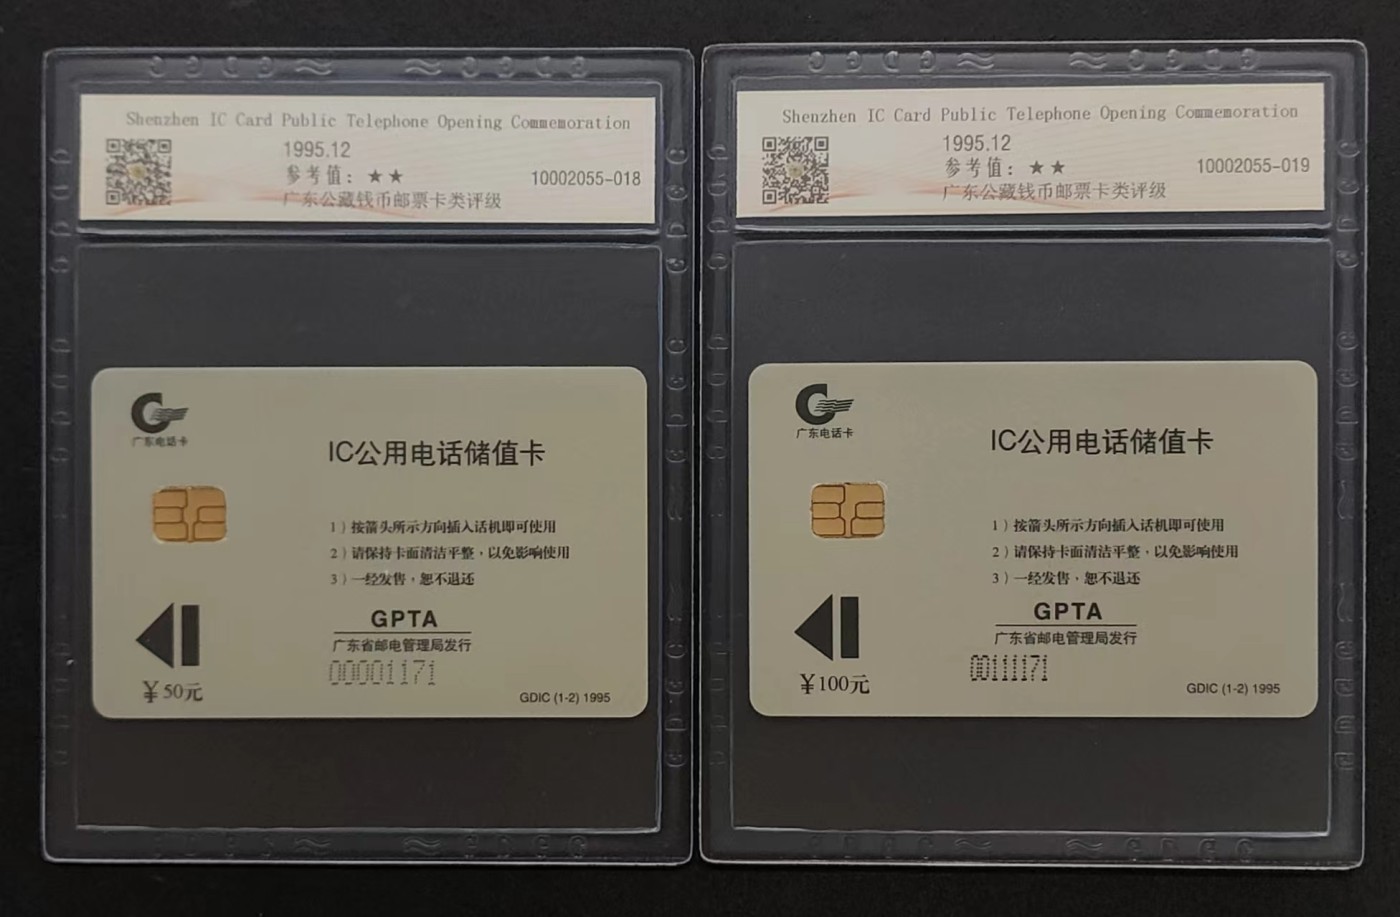 Shenzhen IC Card Public Telephone Opening Commemoration
1995.12
参考值：★★
10002055-018
广东公藏钱币邮票卡类评级
广东电话卡
IC公用电话储值卡
1）按箭头所示方向插入话机即可使用
2）请保持卡面清洁平整，以免影响使用
3）一经发售，恕不退还
GPTA
广东省邮电管理局发行
00001171
￥50元
GDIC (1-2) 1995
Shenzhen IC Card Public Telephone Opening Commemoration
1995.12
参考值：★★
10002055-019
广东公藏钱币邮票卡类评级
广东电话卡
IC公用电话储值卡
1）按箭头所示方向插入话机即可使用
2）请保持卡面清洁平整，以免影响使用
3）一经发售，恕不退还
GPTA
广东省邮电管理局发行
00111171
￥100元
GDIC (1-2) 1995